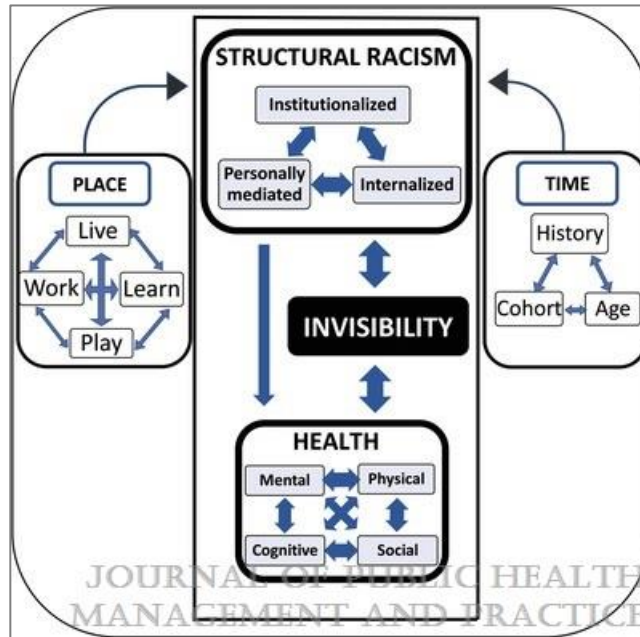 STRUCTURAL RACISM
Institutionalized
Personally
mediated
Internalized
PLACE
Live
Work
Learn
Play
TIME
History
Cohort
Age
INVISIBILITY
HEALTH
Mental
Physical
Cognitive
Social
JOURNAL OF PUBLIC HEALTH
MANAGEMENT AND PRACTICE